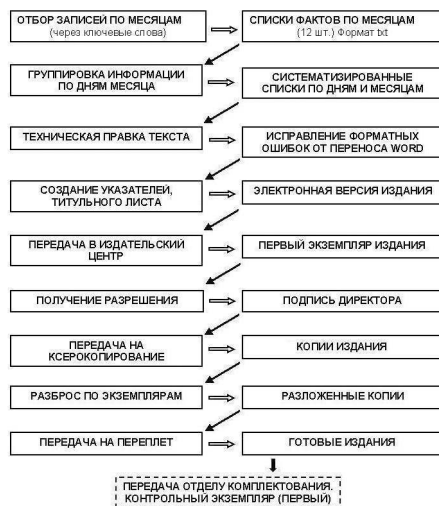 ОТБОР ЗАПИСЕЙ ПО МЕСЯЦАМ
(через ключевые слова)
СПИСКИ ФАКТОВ ПО МЕСЯЦАМ
(12 шт.) Формат txt
ГРУППИРОВКА ИНФОРМАЦИИ
ПО ДНЯМ МЕСЯЦА
СИСТЕМАТИЗИРОВАННЫЕ
СПИСКИ ПО ДНЯМ И МЕСЯЦАМ
ТЕХНИЧЕСКАЯ ПРАВКА ТЕКСТА
ИСПРАВЛЕНИЕ ФОРМАТНЫХ
ОШИБОК ОТ ПЕРЕНОСА WORD
СОЗДАНИЕ УКАЗАТЕЛЕЙ,
ТИТУЛЬНОГО ЛИСТА
ЭЛЕКТРОННАЯ ВЕРСИЯ ИЗДАНИЯ
ПЕРЕДАЧА В ИЗДАТЕЛЬСКИЙ
ЦЕНТР
ПЕРВЫЙ ЭКЗЕМПЛЯР ИЗДАНИЯ
ПОЛУЧЕНИЕ РАЗРЕШЕНИЯ
ПОДПИСЬ ДИРЕКТОРА
ПЕРЕДАЧА НА
КСЕРОКОПИРОВАНИЕ
КОПИИ ИЗДАНИЯ
РАЗБРОС ПО ЭКЗЕМПЛЯРАМ
РАЗЛОЖЕННЫЕ КОПИИ
ПЕРЕДАЧА НА ПЕРЕПЛЕТ
ГОТОВЫЕ ИЗДАНИЯ
ПЕРЕДАЧА ОТДЕЛУ КОМПЛЕКТОВАНИЯ.
КОНТРОЛЬНЫЙ ЭКЗЕМПЛЯР (ПЕРВЫЙ)